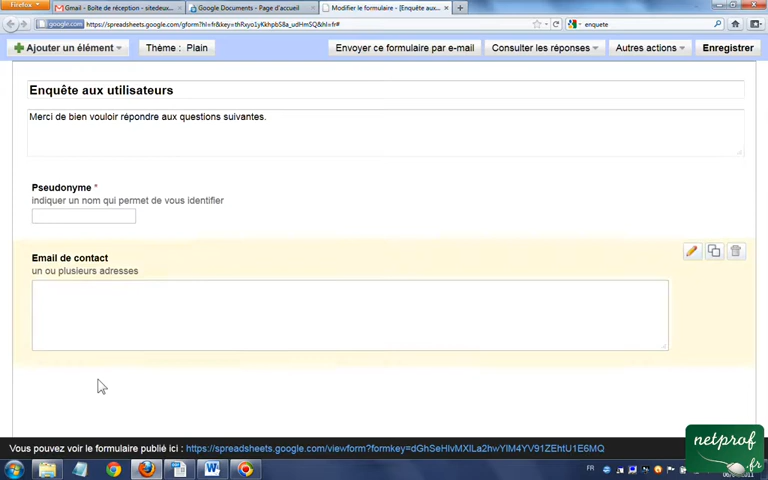 Firefox
Gmail - Boîte de réception - sitedeux...
Google Documents - Page d'accueil
Modifier le formulaire - [Enquête aux...
google.com
https://spreadsheets.google.com/gform?hl=fr&key=
enquete
Ajouter un élément
Thème : Plain
Envoyer ce formulaire par e-mail
Consulter les réponses
Autres actions
Enregistrer
Enquête aux utilisateurs
Merci de bien vouloir répondre aux questions suivantes.
Pseudonyme *
indiquer un nom qui permet de vous identifier
Email de contact
un ou plusieurs adresses
Vous pouvez voir le formulaire publié ici : https://spreadsheets.google.com/viewform?formkey=dGhSeHlvMXlLa2hwYlM4YV91ZEhtU1E6MQ
FR
netprof
.fr